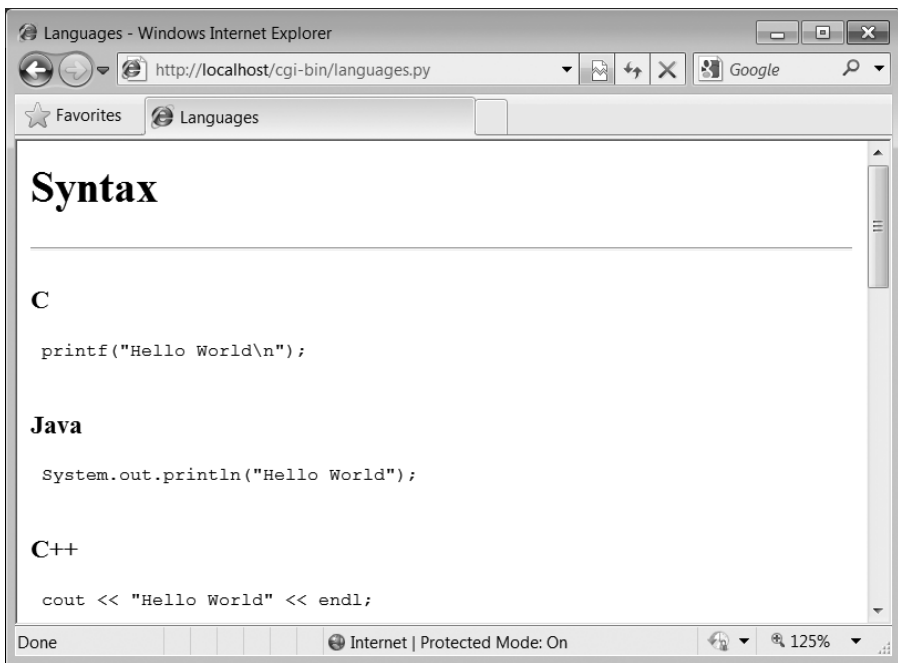 Languages - Windows Internet Explorer
http://localhost/cgi-bin/languages.py
Google
Favorites
Languages
Syntax
C
printf("Hello World\n");
Java
System.out.println("Hello World");
C++
cout << "Hello World" << endl;
Done
Internet | Protected Mode: On
125%